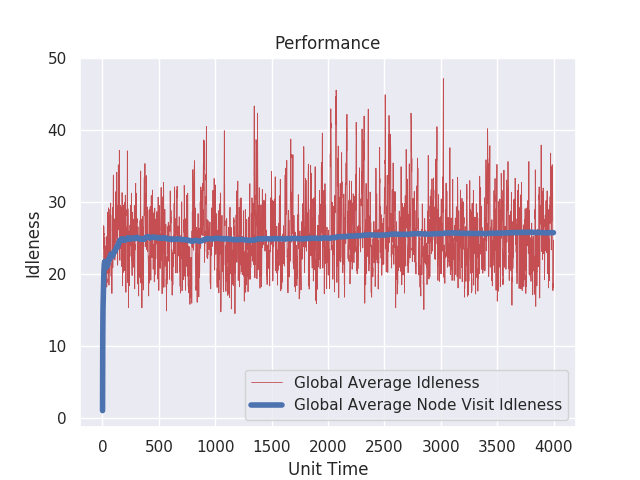 Performance
50
40
30
20
10
0
Idleness
Global Average Idleness
Global Average Node Visit Idleness
0 500 1000 1500 2000 2500 3000 3500 4000
Unit Time